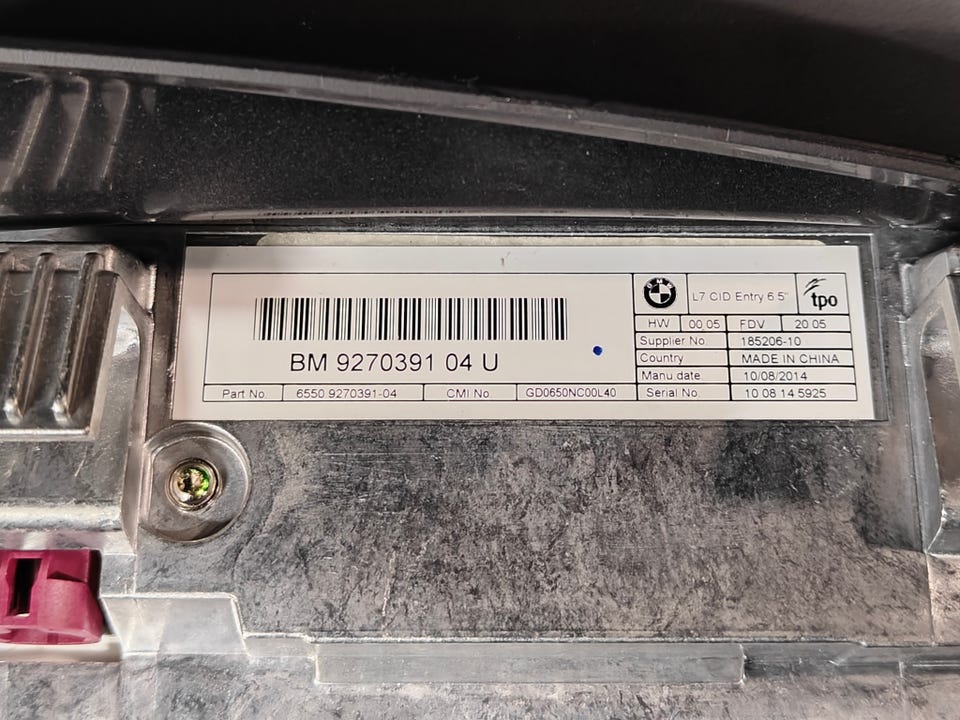 BMW
L7 CID Entry 6.5"
tpo
HW 00.05 FDV 20.05
BM 9270391 04 U
Supplier No. 185206-10
Country MADE IN CHINA
Manu.date 10/08/2014
Part No. 6550 9270391-04 CMI No. GD0650NC00L40
Serial No. 10 08 14 5925